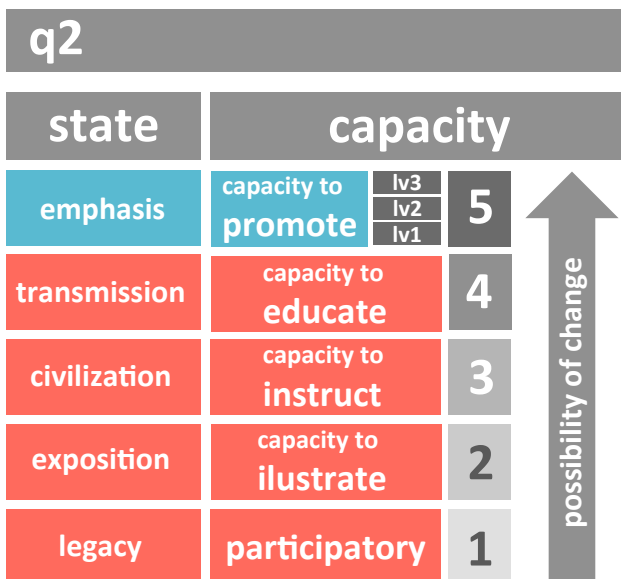 q2
state capacity
emphasis
capacity to
promote
lv3
lv2
lv1
5
transmission
capacity to
educate
4
civilization
capacity to
instruct
3
exposition
capacity to
ilustrate
2
legacy
participatory
1
possibility of change